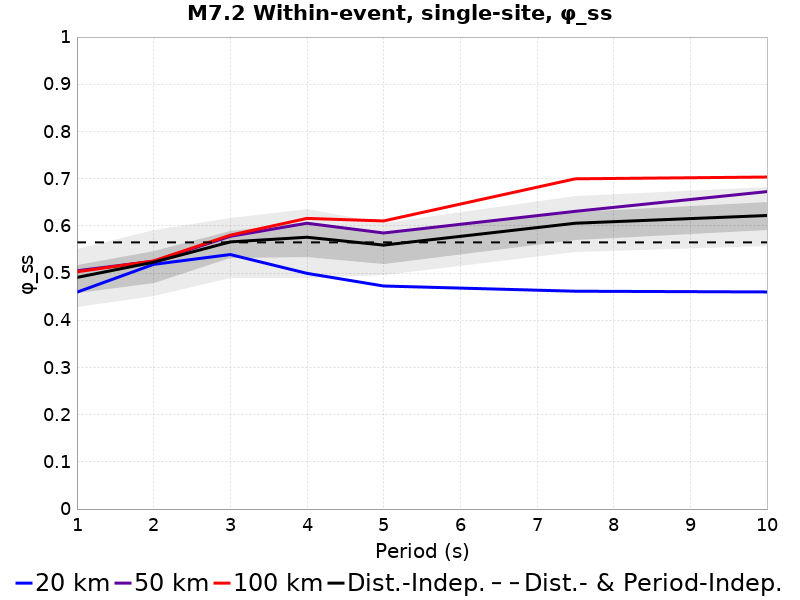 M7.2 Within-event, single-site, φ_ss
1
0.9
0.8
0.7
0.6
0.5
0.4
0.3
0.2
0.1
0
φ_ss
1 2 3 4 5 6 7 8 9 10
Period (s)
20 km 50 km 100 km Dist.-Indep. Dist.- & Period-Indep.